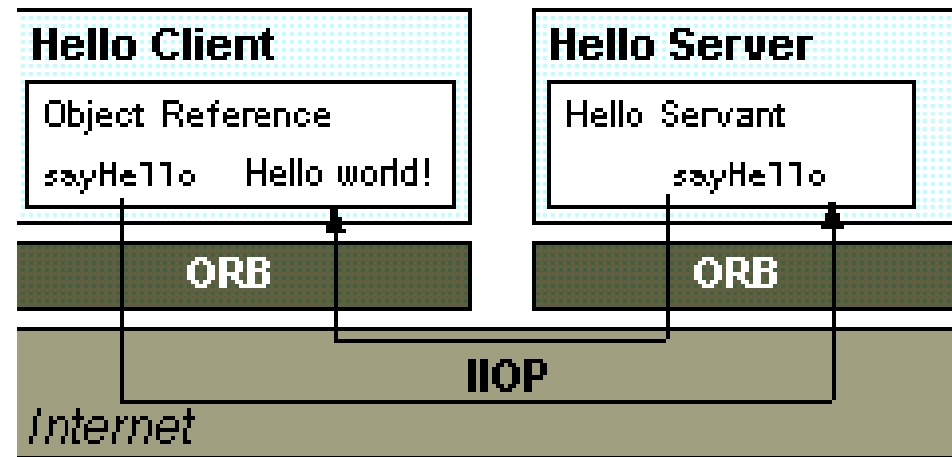 Hello Client
Object Reference
sayHello Hello world!
ORB
Hello Server
Hello Servant
sayHello
ORB
IIOP
Internet